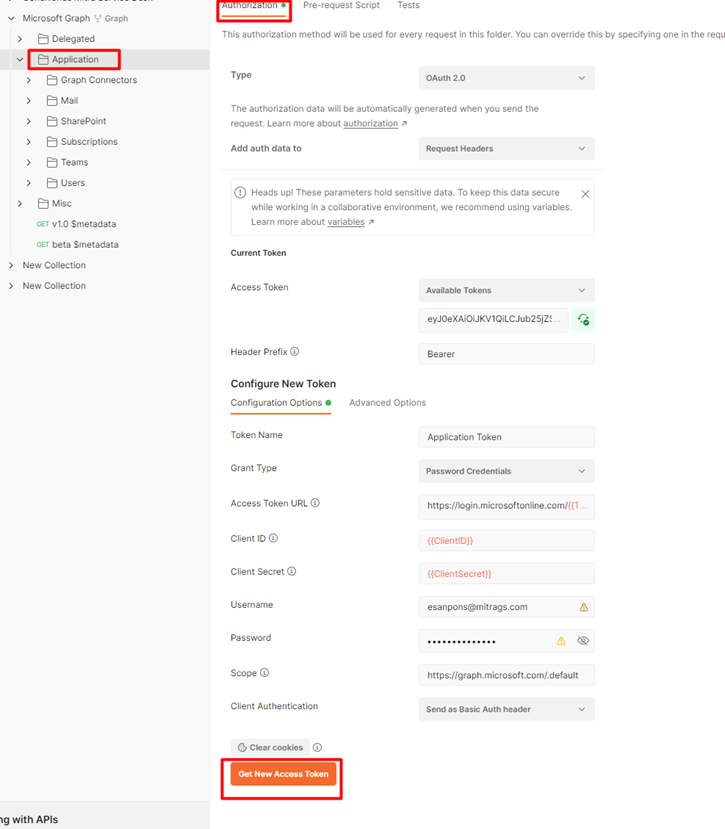 Microsoft Graph Graph
Delegated
Application
Graph Connectors
Mail
SharePoint
Subscriptions
Teams
Users
Misc
GET v1.0 $metadata
GET beta $metadata
New Collection
New Collection
ng with APIs
Authorization Pre-request Script Tests
This authorization method will be used for every request in this folder. You can override this by specifying one in the requ
Type OAuth 2.0
The authorization data will be automatically generated when you send the
request. Learn more about authorization ↗
Add auth data to Request Headers
Heads up! These parameters hold sensitive data. To keep this data secure
while working in a collaborative environment, we recommend using variables.
Learn more about variables ↗
Current Token
Access Token Available Tokens
eyJ0eXAiOiJKV1QiLCJub25jZS...
Header Prefix Bearer
Configure New Token
Configuration Options Advanced Options
Token Name Application Token
Grant Type Password Credentials
Access Token URL https://login.microsoftonline.com/{{T...
Client ID {{ClientID}}
Client Secret {{ClientSecret}}
Username esanpons@mitrags.com
Password ••••••••••••••
Scope https://graph.microsoft.com/.default
Client Authentication Send as Basic Auth header
Clear cookies
Get New Access Token